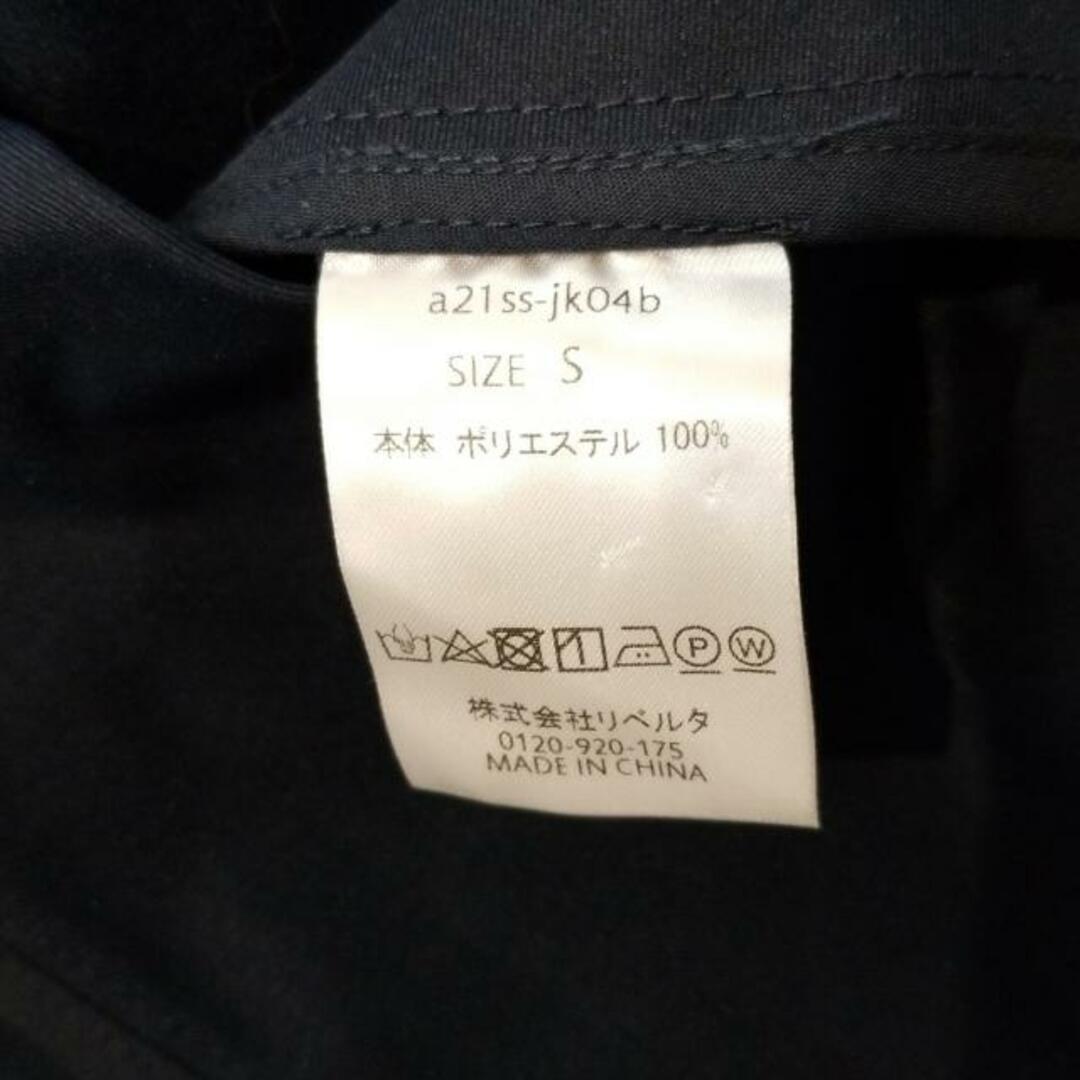 a21ss-jk04b
SIZE S
本体 ポリエステル 100%
P W
株式会社リベルタ
0120-920-175
MADE IN CHINA